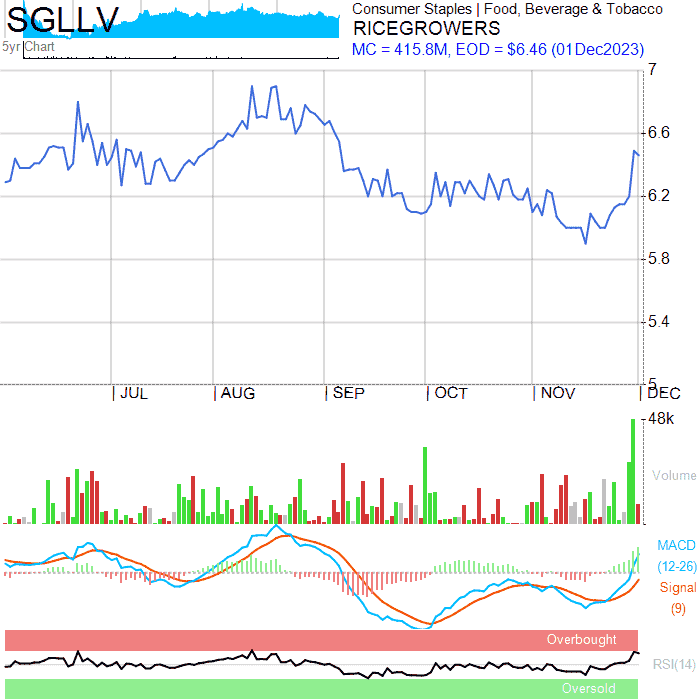 SGLLV
5yr Chart
Consumer Staples | Food, Beverage & Tobacco
RICEGROWERS
MC = 415.8M, EOD = $6.46 (01Dec2023)
7
6.6
6.2
5.8
5.4
5
JUL AUG SEP OCT NOV DEC
48k
Volume
MACD
(12-26)
Signal
(9)
Overbought
RSI(14)
Oversold